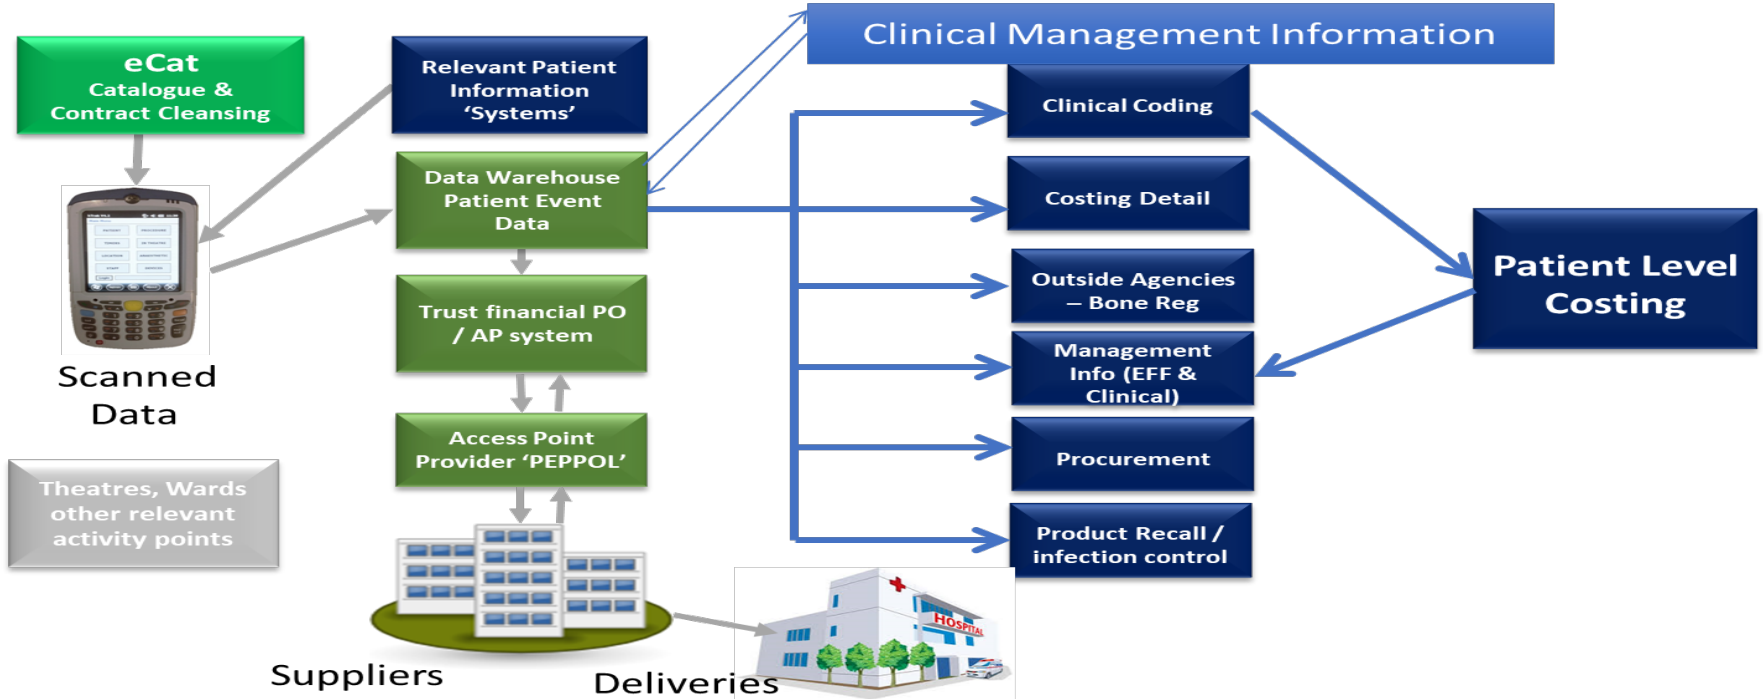 Clinical Management Information
eCat
Catalogue &
Contract Cleansing
Relevant Patient
Information
‘Systems’
Clinical Coding
Data Warehouse
Patient Event
Data
Costing Detail
Scanned
Data
Trust financial PO
/ AP system
Outside Agencies
– Bone Reg
Patient Level
Costing
Management
Info (EFF &
Clinical)
Access Point
Provider ‘PEPPOL’
Procurement
Theatres, Wards
other relevant
activity points
Product Recall /
infection control
HOSPITAL
Suppliers
Deliveries